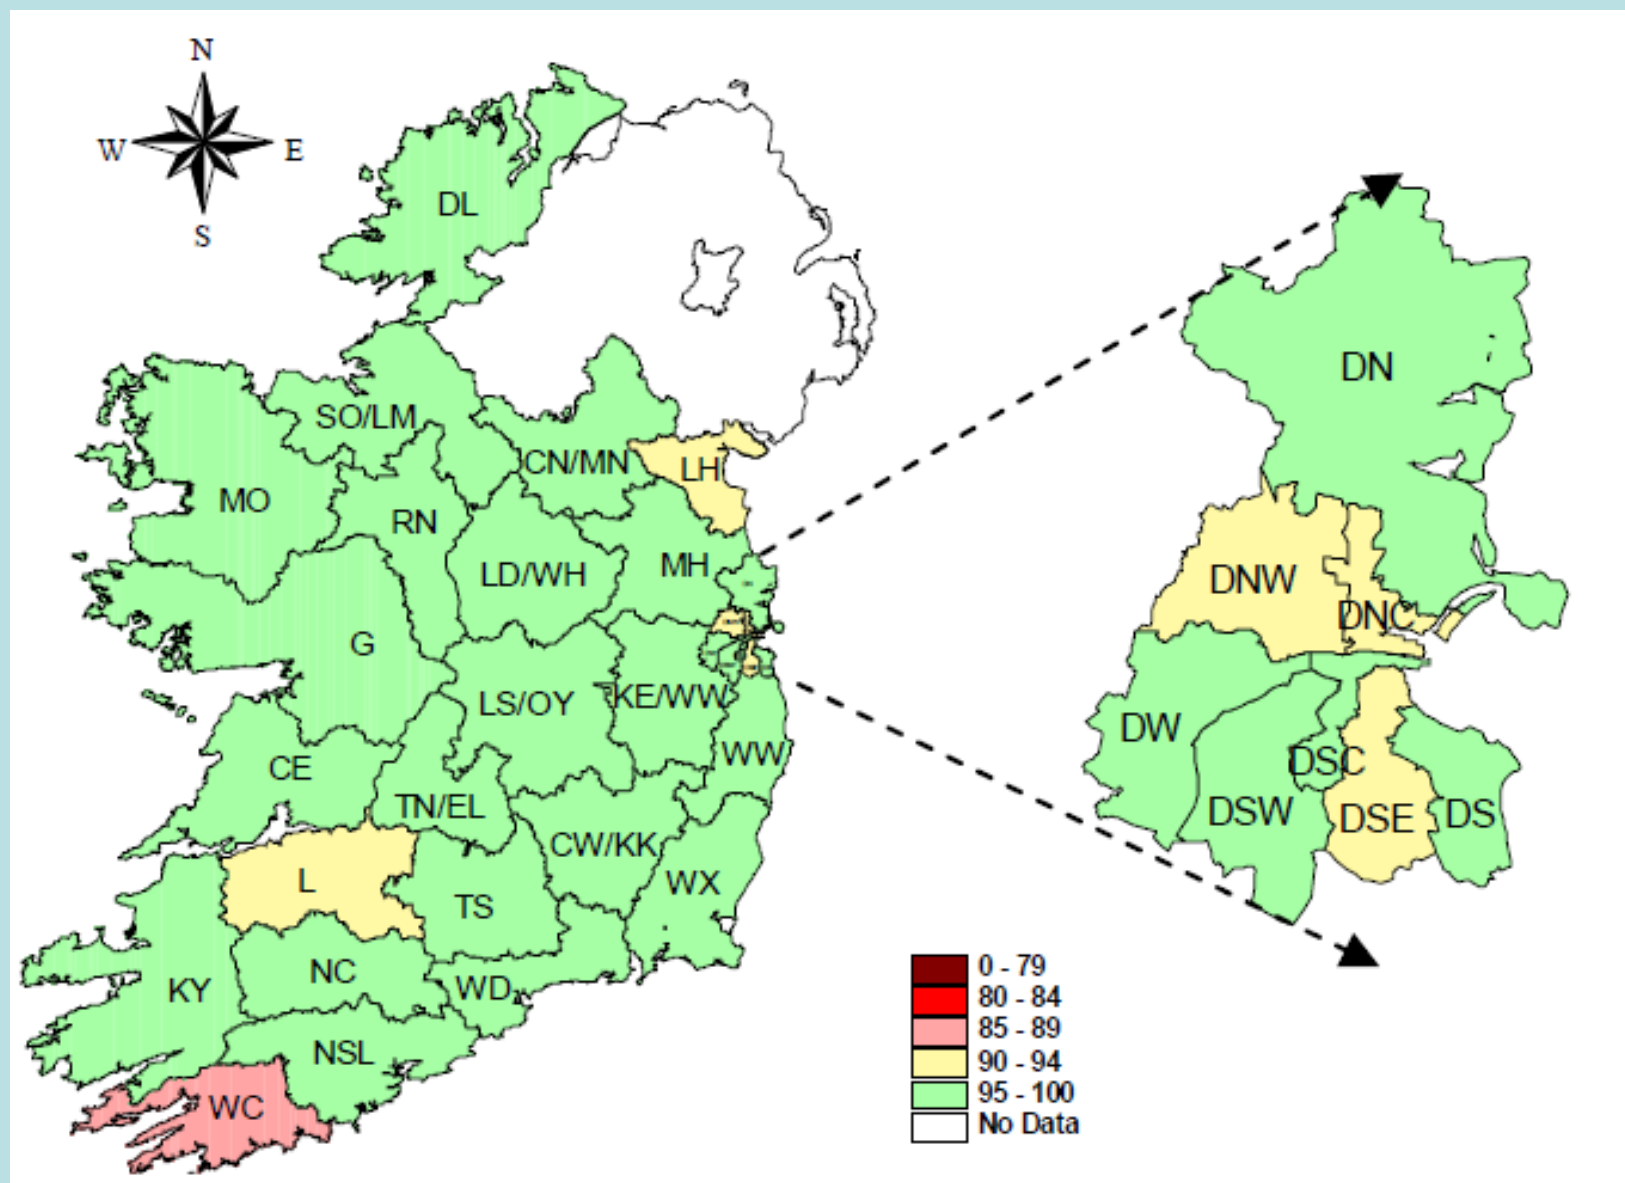 N
W E
S
DL
SO/LM
CN/MN
LH
MO
RN
LD/WH
MH
G
LS/OY
KE/WW
WW
CE
TN/EL
CW/KK
L
TS
WX
NC
KY
WD
NSL
WC
DN
DNW
DNC
DW
DSC
DSW
DSE
DS
0 - 79
80 - 84
85 - 89
90 - 94
95 - 100
No Data